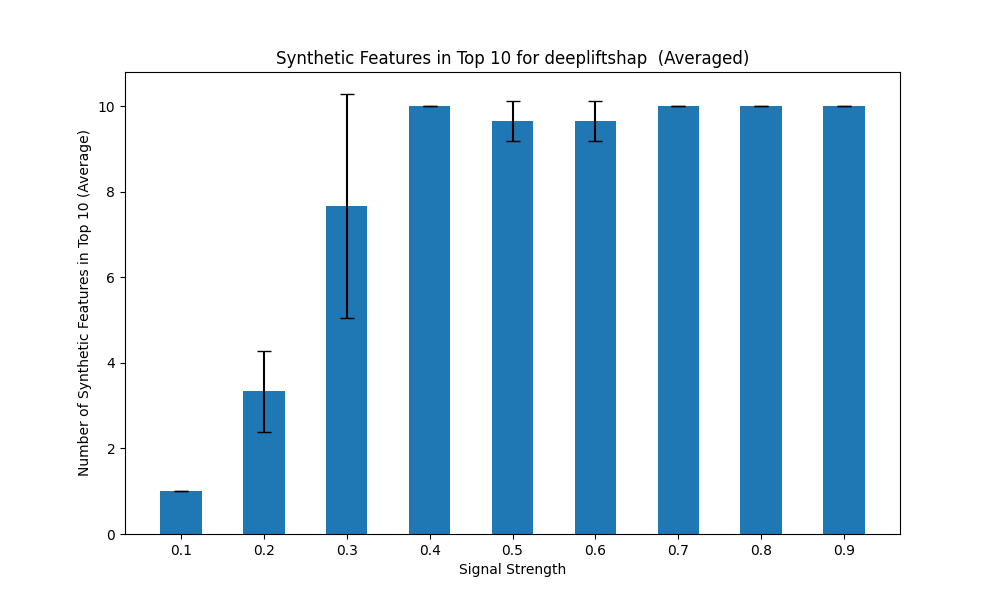 Synthetic Features in Top 10 for deepliftshap  (Averaged)
Number of Synthetic Features in Top 10 (Average)
10
8
6
4
2
0
0.1 0.2 0.3 0.4 0.5 0.6 0.7 0.8 0.9
Signal Strength